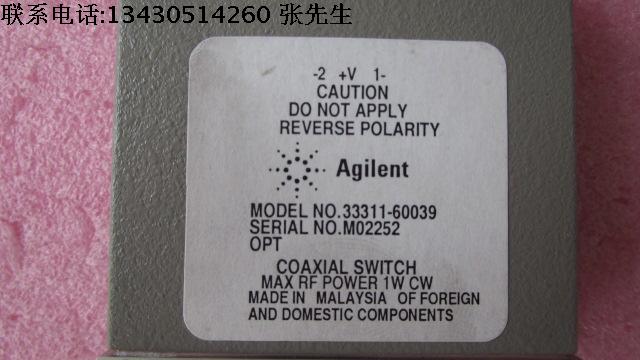 联系电话:13430514260 张先生
-2 +V 1-
CAUTION
DO NOT APPLY
REVERSE POLARITY
Agilent
MODEL NO.33311-60039
SERIAL NO.M02252
OPT
COAXIAL SWITCH
MAX RF POWER 1W CW
MADE IN MALAYSIA OF FOREIGN
AND DOMESTIC COMPONENTS